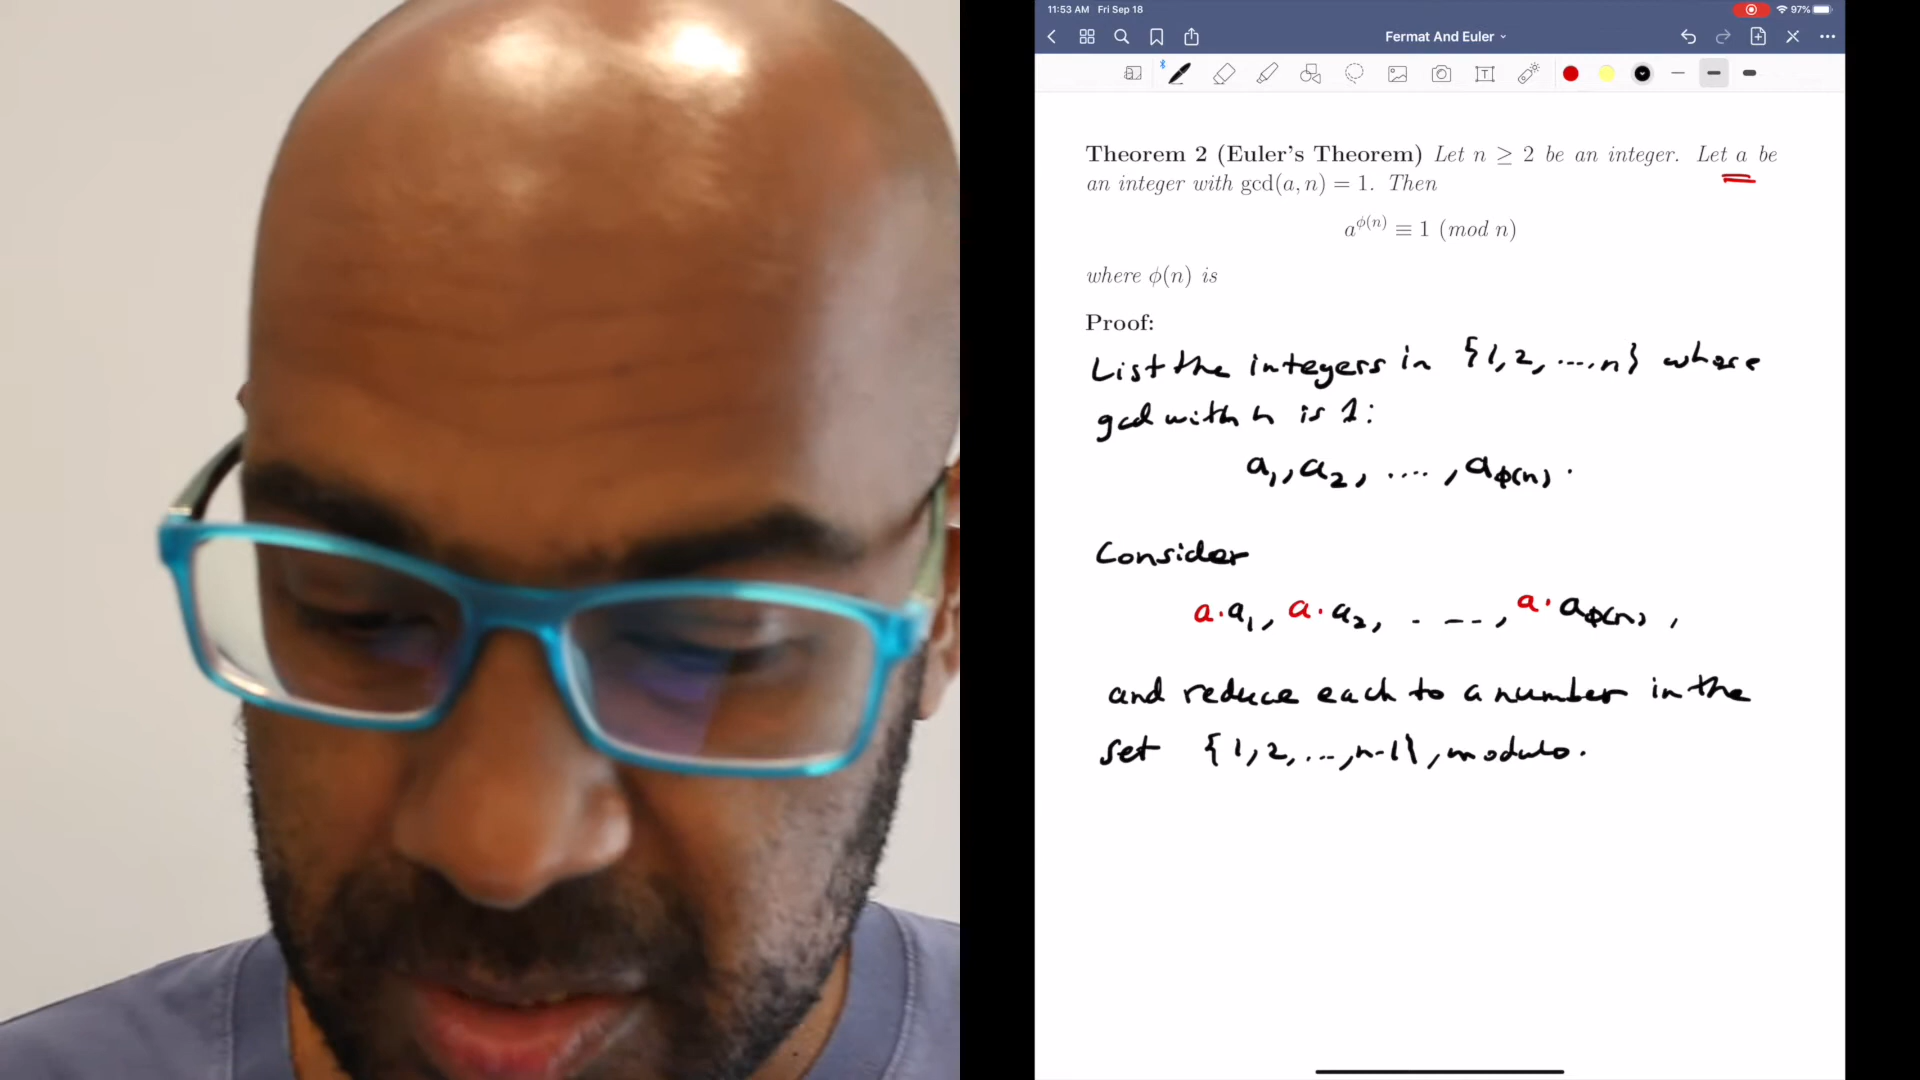 11:53 AM Fri Sep 18
97%
Fermat And Euler
Theorem 2 (Euler's Theorem) Let n ≥ 2 be an integer. Let a be
an integer with gcd(a, n) = 1. Then
a^ϕ(n) ≡ 1 (mod n)
where ϕ(n) is
Proof:
List the integers in {1, 2, ..., n} whose
gcd with n is 1:
a₁, a₂, ...., a_ϕ(n).
Consider
a·a₁, a·a₂, . ..., a·a_ϕ(n),
and reduce each to a number in the
set {1, 2, ..., n-1}, modulo.